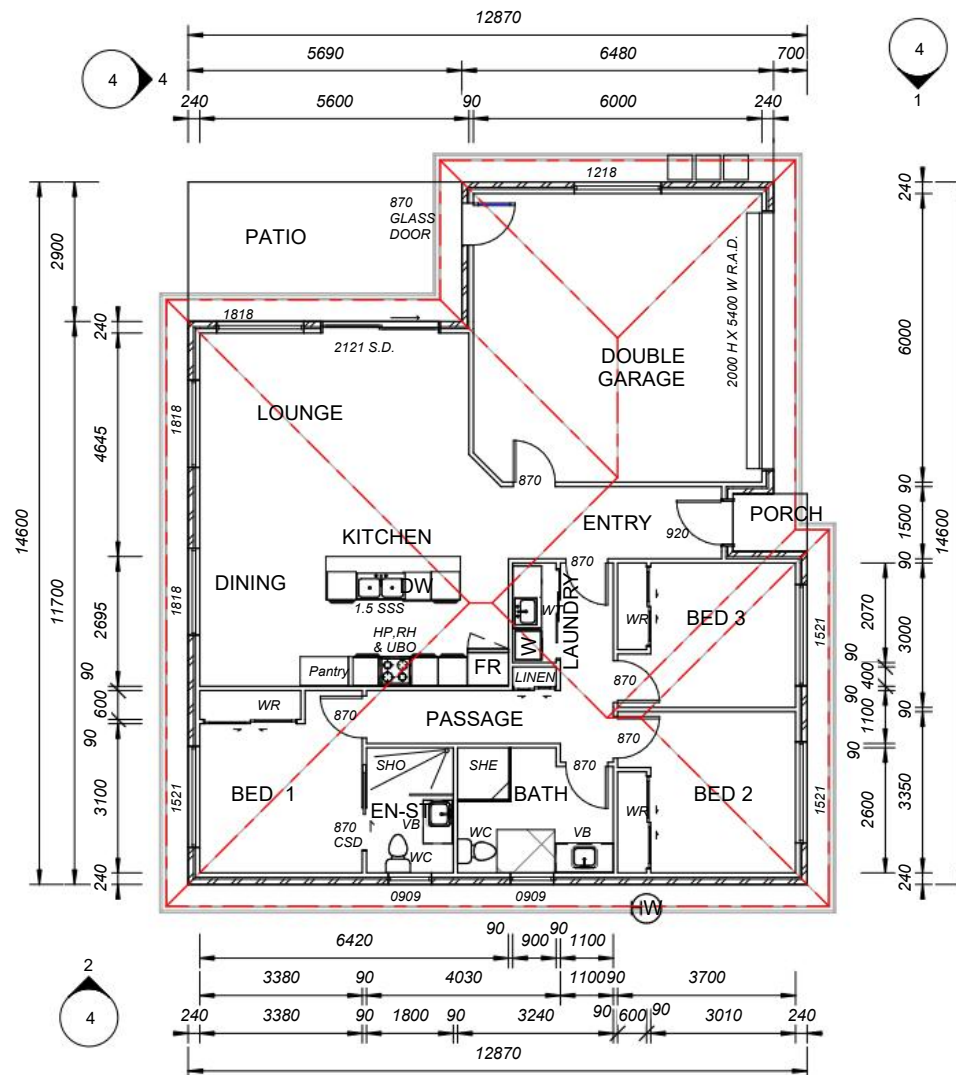 12870
5690 6480 700
4 4
4
1
240 5600 90 6000 240
1218
870
GLASS
DOOR
PATIO
2900
240
240
1818
2121 S.D.
DOUBLE
GARAGE
2000 H X 5400 W R.A.D.
6000
LOUNGE
1818
4645
14600
11700
14600
870
90
1500
90
ENTRY
PORCH
920
KITCHEN
DINING
DW
1.5 SSS
1818
2695
HP,RH
& UBO
Pantry
FR
870
WT
W
LAUNDRY
LINEN
WR
BED 3
1521
2070
3000
90
400
90
1100
90
90
90
600
90
WR
870
PASSAGE
870
870
870
3100
1521
BED 1
SHO
SHE
EN-ST
BATH
870
CSD
VB
WC
WC
VB
WR
BED 2
1521
2600
3350
240
240
0909 0909
HW
2
4
6420 90 900 90 1100
3380 90 4030 1100 90 3700
240 3380 90 1800 90 3240 90 600 90 3010 240
12870